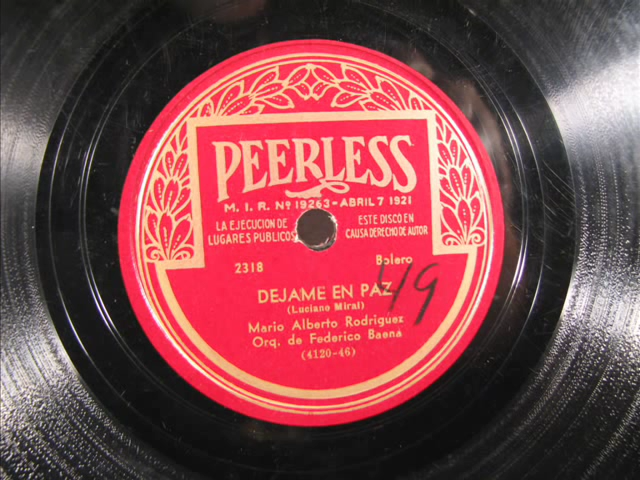 PEERLESS
M. I. R. Nº 19263-ABRIL 7 1921
LA EJECUCION DE
LUGARES PUBLICOS
ESTE DISCO EN
CAUSA DERECHO DE AUTOR
2318
Bolero
DEJAME EN PAZ
49
(Luciano Miral)
Mario Alberto Rodriguez
Orq. de Federico Baena
(4120-46)